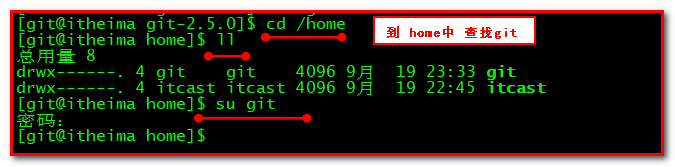 [git@itheima git-2.5.0]$ cd /home
到 home中 查找git
[git@itheima home]$ ll
总用量 8
drwx------. 4 git    git    4096 9月  19 23:33 git
drwx------. 4 itcast itcast 4096 9月  19 22:45 itcast
[git@itheima home]$ su git
密码：
[git@itheima home]$